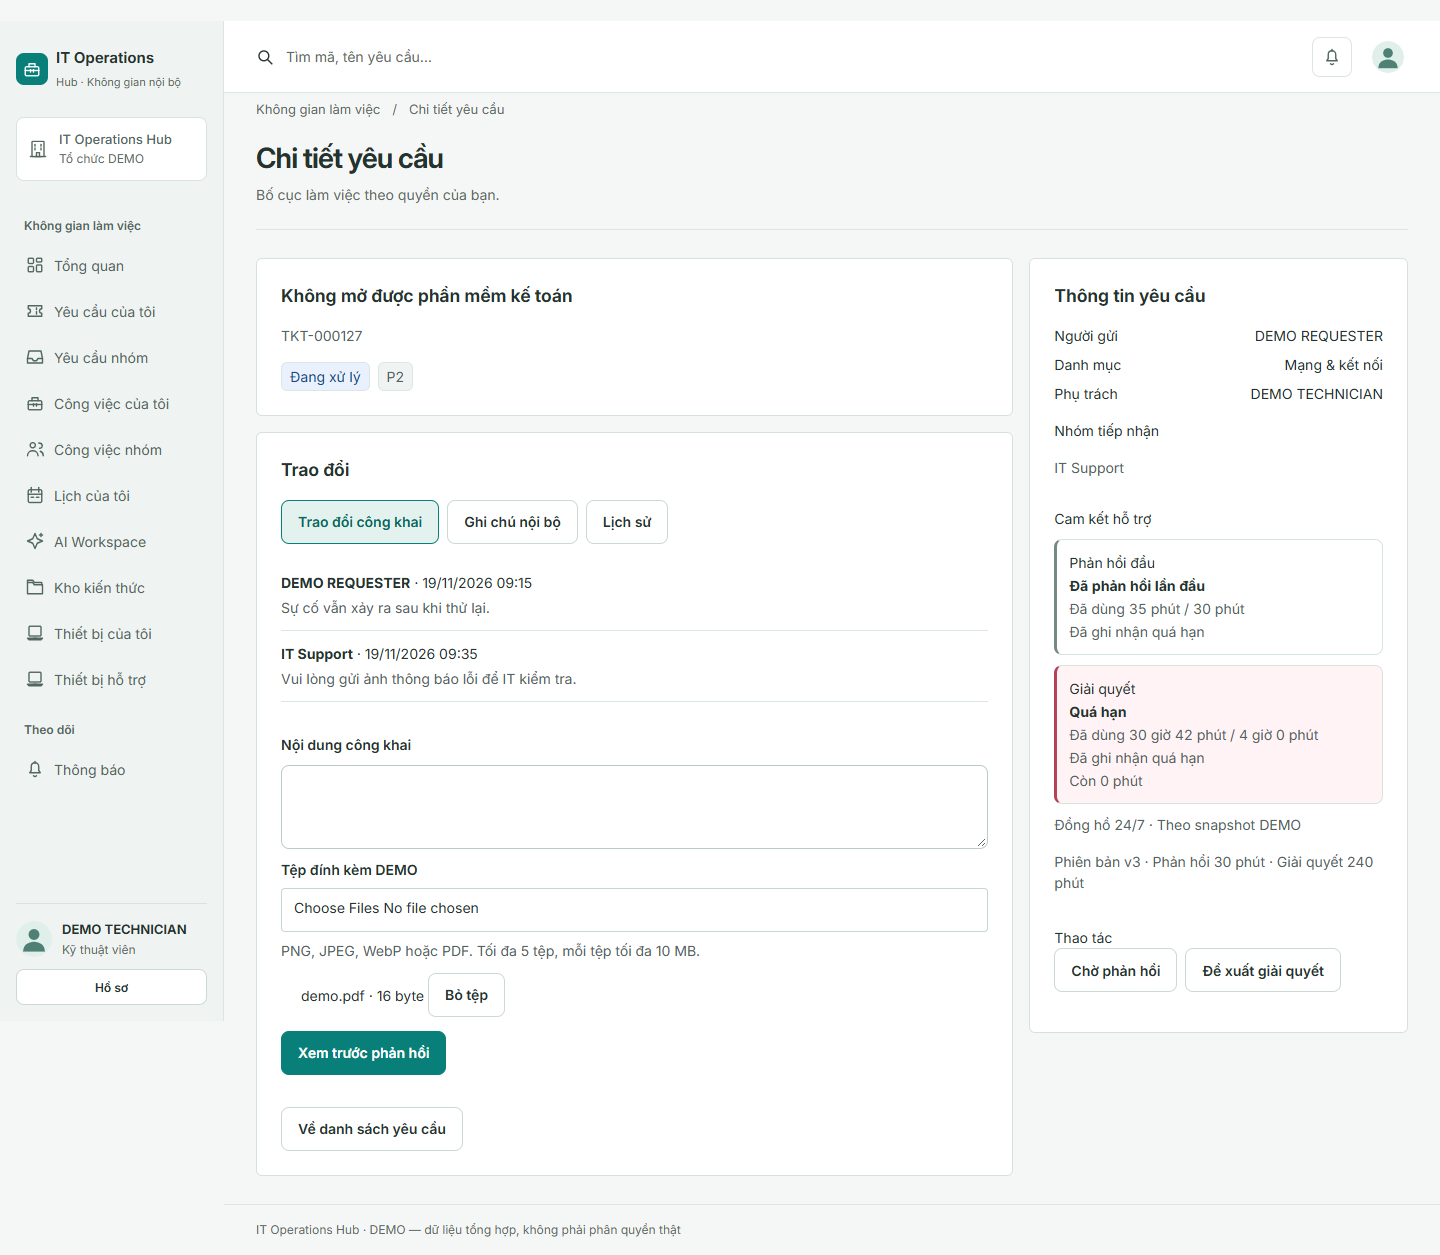 IT Operations
Hub · Không gian nội bộ
IT Operations Hub
Tổ chức DEMO
Không gian làm việc
Tổng quan
Yêu cầu của tôi
Yêu cầu nhóm
Công việc của tôi
Công việc nhóm
Lịch của tôi
AI Workspace
Kho kiến thức
Thiết bị của tôi
Thiết bị hỗ trợ
Theo dõi
Thông báo
DEMO TECHNICIAN
Kỹ thuật viên
Hồ sơ
Tìm mã, tên yêu cầu...
Không gian làm việc / Chi tiết yêu cầu
Chi tiết yêu cầu
Bố cục làm việc theo quyền của bạn.
Không mở được phần mềm kế toán
TKT-000127
Đang xử lý P2
Trao đổi
Trao đổi công khai Ghi chú nội bộ Lịch sử
DEMO REQUESTER · 19/11/2026 09:15
Sự cố vẫn xảy ra sau khi thử lại.
IT Support · 19/11/2026 09:35
Vui lòng gửi ảnh thông báo lỗi để IT kiểm tra.
Nội dung công khai
Tệp đính kèm DEMO
Choose Files No file chosen
PNG, JPEG, WebP hoặc PDF. Tối đa 5 tệp, mỗi tệp tối đa 10 MB.
demo.pdf · 16 byte Bỏ tệp
Xem trước phản hồi
Về danh sách yêu cầu
Thông tin yêu cầu
Người gửi DEMO REQUESTER
Danh mục Mạng & kết nối
Phụ trách DEMO TECHNICIAN
Nhóm tiếp nhận
IT Support
Cam kết hỗ trợ
Phản hồi đầu
Đã phản hồi lần đầu
Đã dùng 35 phút / 30 phút
Đã ghi nhận quá hạn
Giải quyết
Quá hạn
Đã dùng 30 giờ 42 phút / 4 giờ 0 phút
Đã ghi nhận quá hạn
Còn 0 phút
Đồng hồ 24/7 · Theo snapshot DEMO
Phiên bản v3 · Phản hồi 30 phút · Giải quyết 240
phút
Thao tác
Chờ phản hồi Đề xuất giải quyết
IT Operations Hub · DEMO — dữ liệu tổng hợp, không phải phân quyền thật